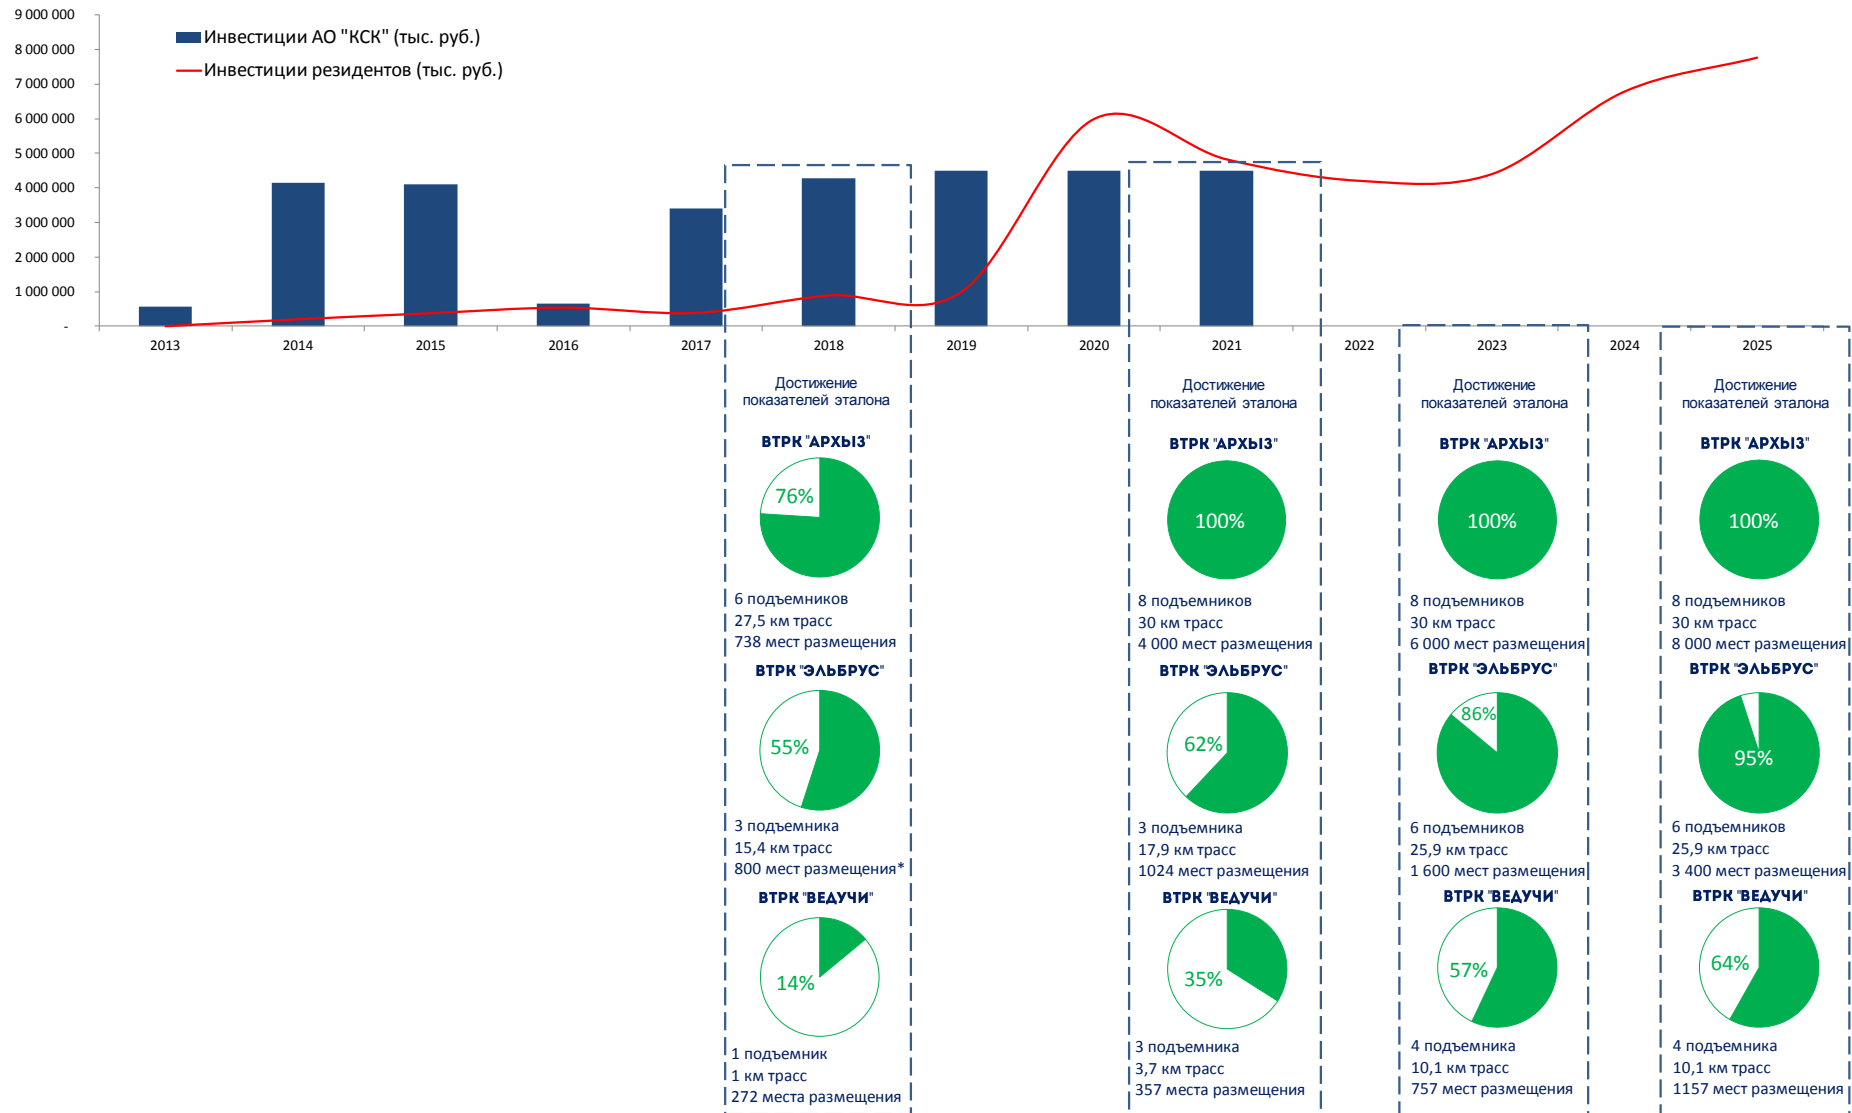 9 000 000
8 000 000
7 000 000
6 000 000
5 000 000
4 000 000
3 000 000
2 000 000
1 000 000
-
Инвестиции АО "КСК" (тыс. руб.)
Инвестиции резидентов (тыс. руб.)
2013 2014 2015 2016 2017 2018 2019 2020 2021 2022 2023 2024 2025
Достижение
показателей эталона
ВТРК "АРХЫЗ"
76%
6 подъемников
27,5 км трасс
738 мест размещения
ВТРК "ЭЛЬБРУС"
55%
3 подъемника
15,4 км трасс
800 мест размещения*
ВТРК "ВЕДУЧИ"
14%
1 подъемник
1 км трасс
272 места размещения
Достижение
показателей эталона
ВТРК "АРХЫЗ"
100%
8 подъемников
30 км трасс
4 000 мест размещения
ВТРК "ЭЛЬБРУС"
62%
3 подъемника
17,9 км трасс
1024 мест размещения
ВТРК "ВЕДУЧИ"
35%
3 подъемника
3,7 км трасс
357 места размещения
Достижение
показателей эталона
ВТРК "АРХЫЗ"
100%
8 подъемников
30 км трасс
6 000 мест размещения
ВТРК "ЭЛЬБРУС"
86%
6 подъемников
25,9 км трасс
1 600 мест размещения
ВТРК "ВЕДУЧИ"
57%
4 подъемника
10,1 км трасс
757 мест размещения
Достижение
показателей эталона
ВТРК "АРХЫЗ"
100%
8 подъемников
30 км трасс
8 000 мест размещения
ВТРК "ЭЛЬБРУС"
95%
6 подъемников
25,9 км трасс
3 400 мест размещения
ВТРК "ВЕДУЧИ"
64%
4 подъемника
10,1 км трасс
1157 мест размещения